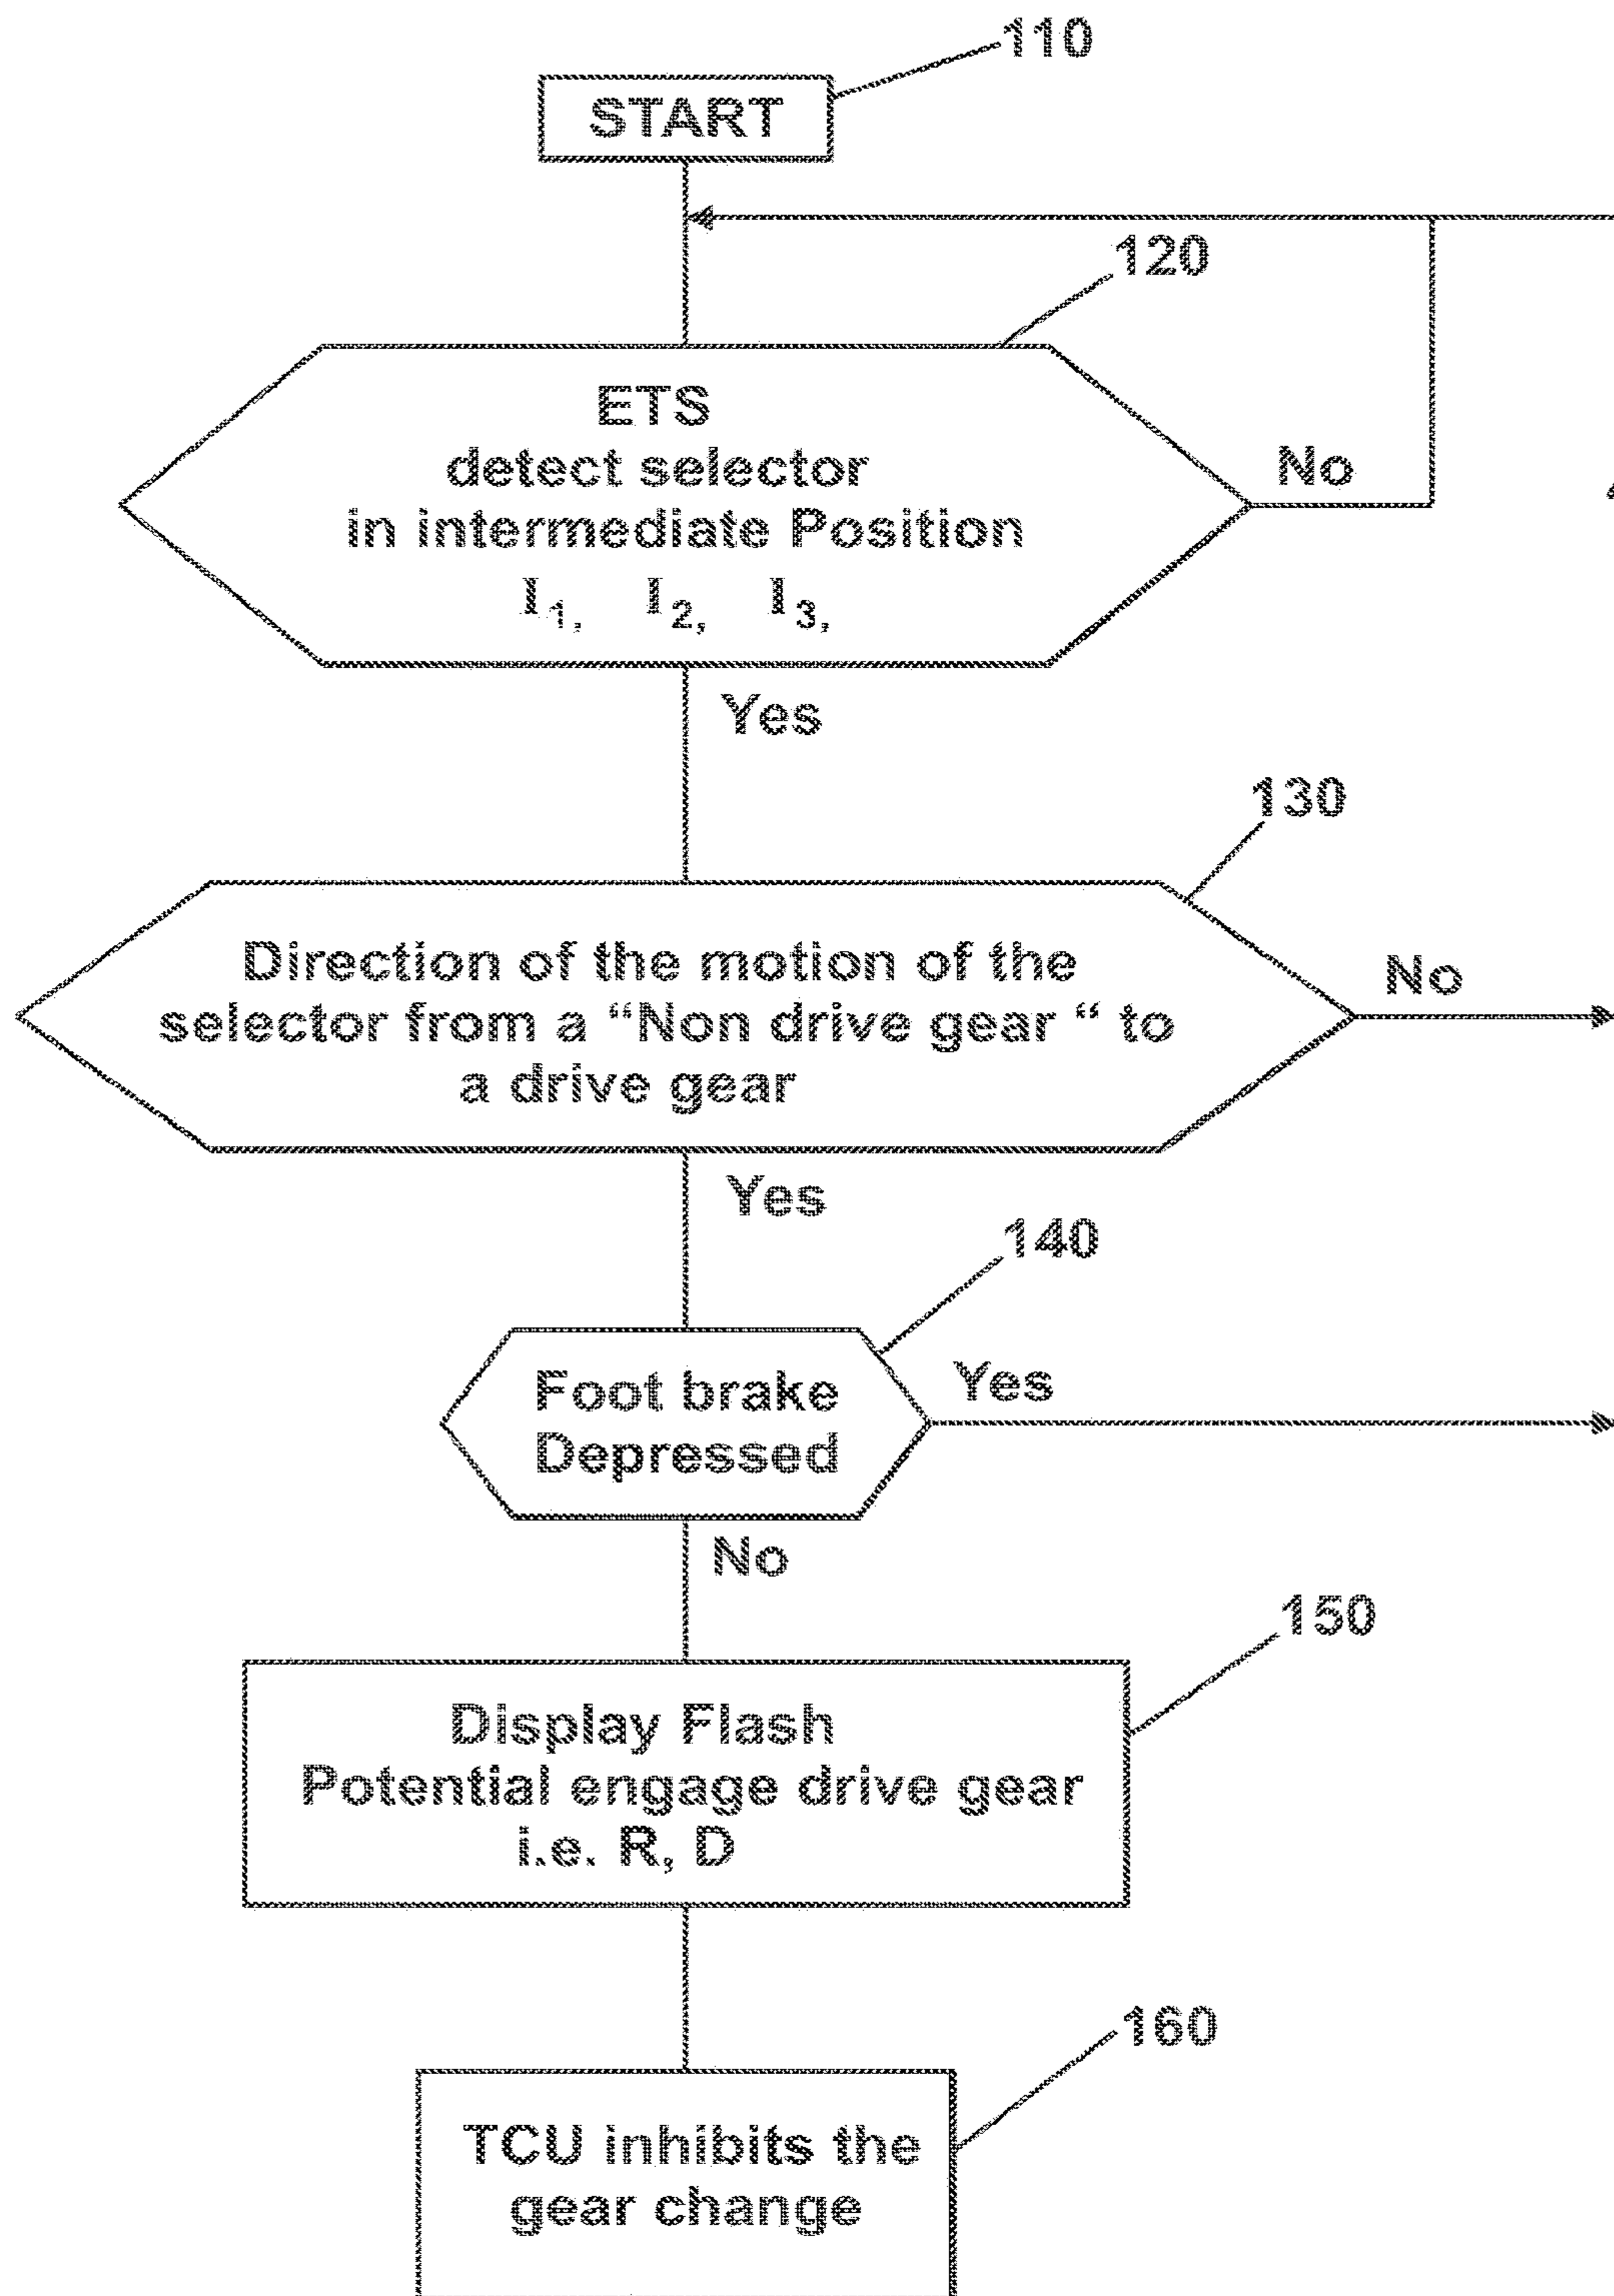 110
START
120
ETS
detect selector
in intermediate Position
I1, I2, I3,
No
Yes
130
Direction of the motion of the
selector from a “Non drive gear “ to
a drive gear
No
Yes
140
Foot brake
Depressed
Yes
No
150
Display Flash
Potential engage drive gear
i.e. R, D
160
TCU inhibits the
gear change